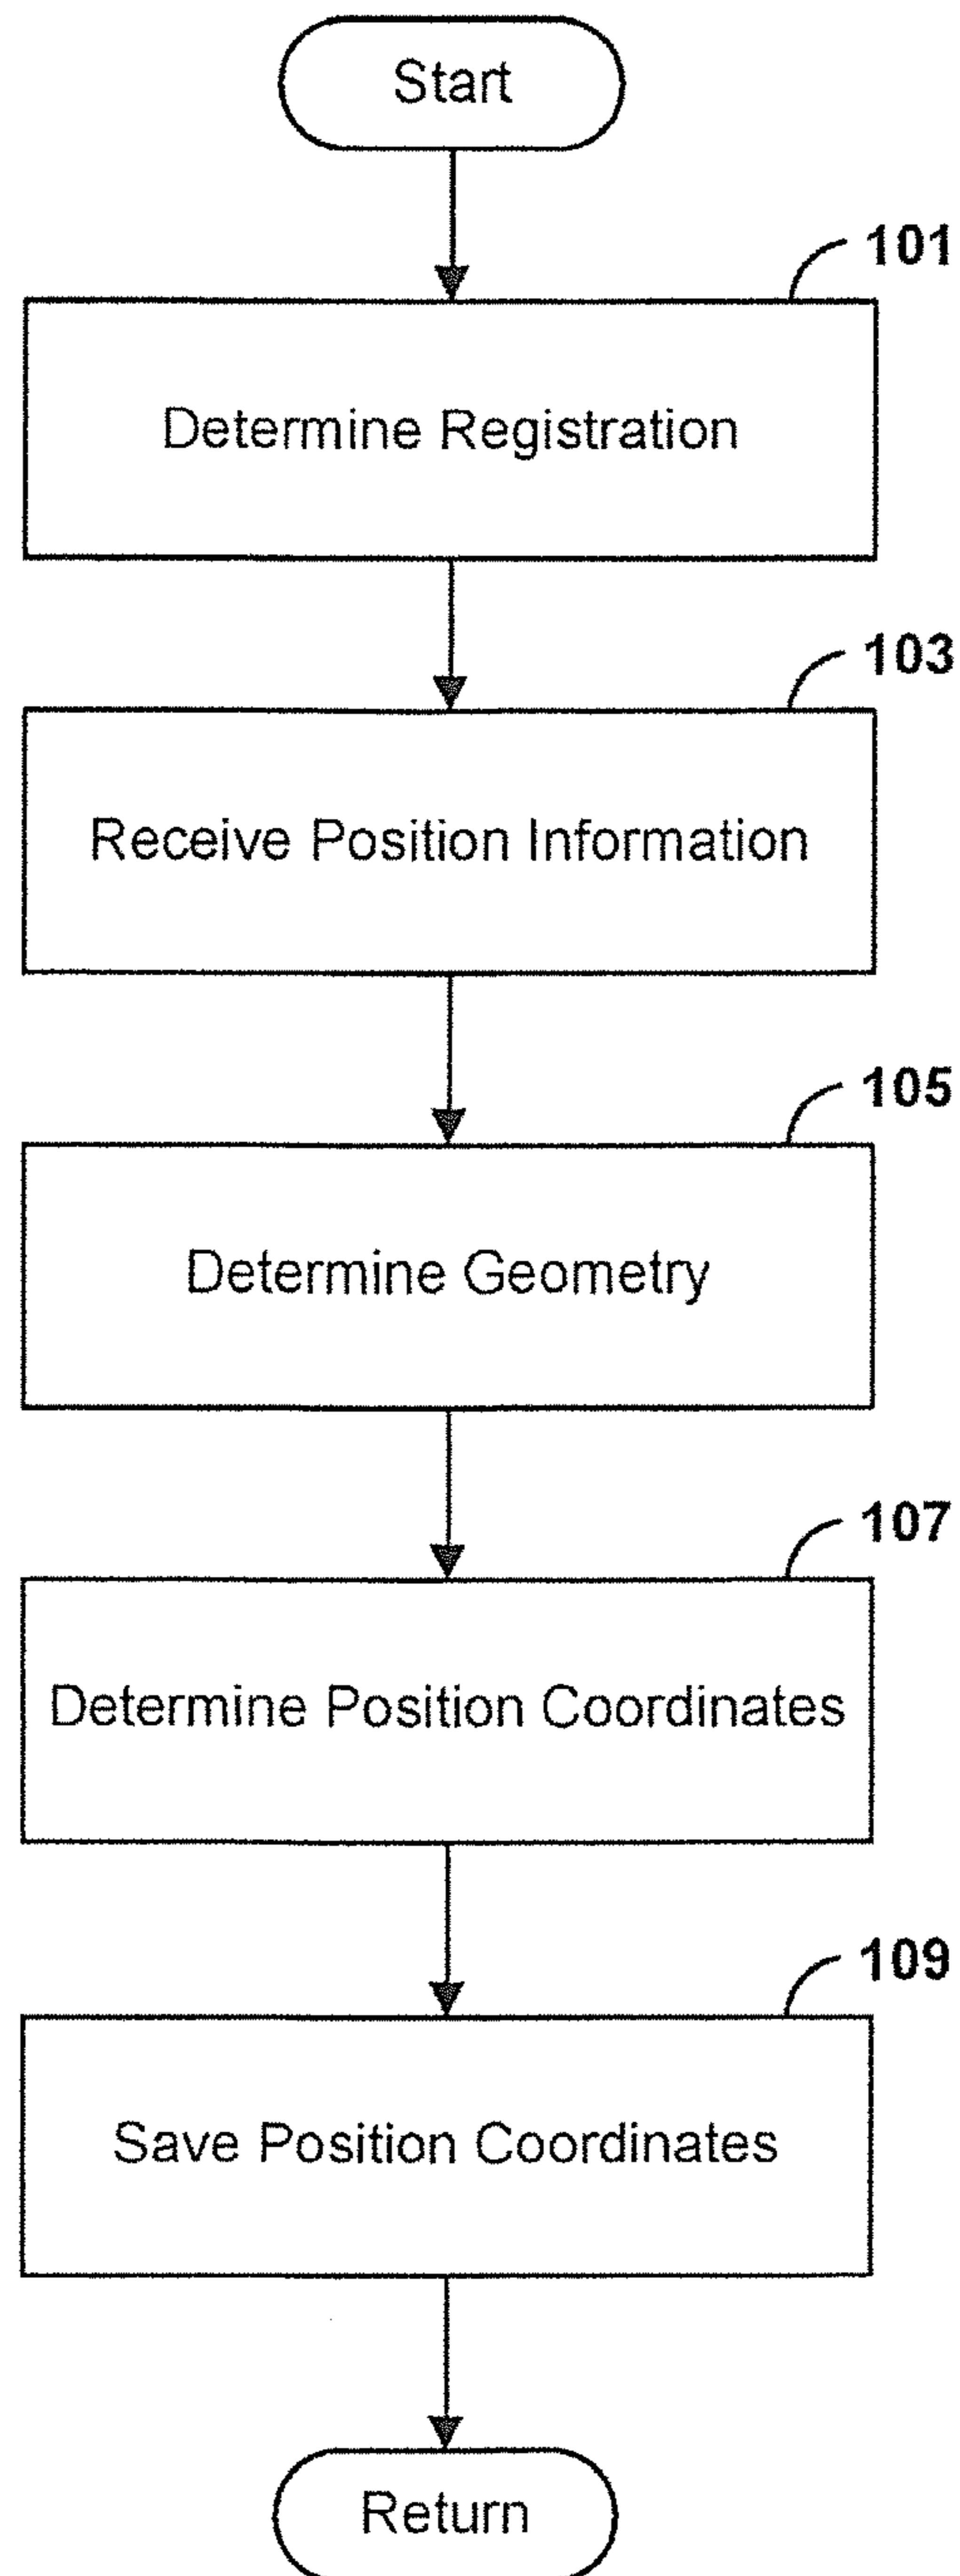 Start
101
Determine Registration
103
Receive Position Information
105
Determine Geometry
107
Determine Position Coordinates
109
Save Position Coordinates
Return